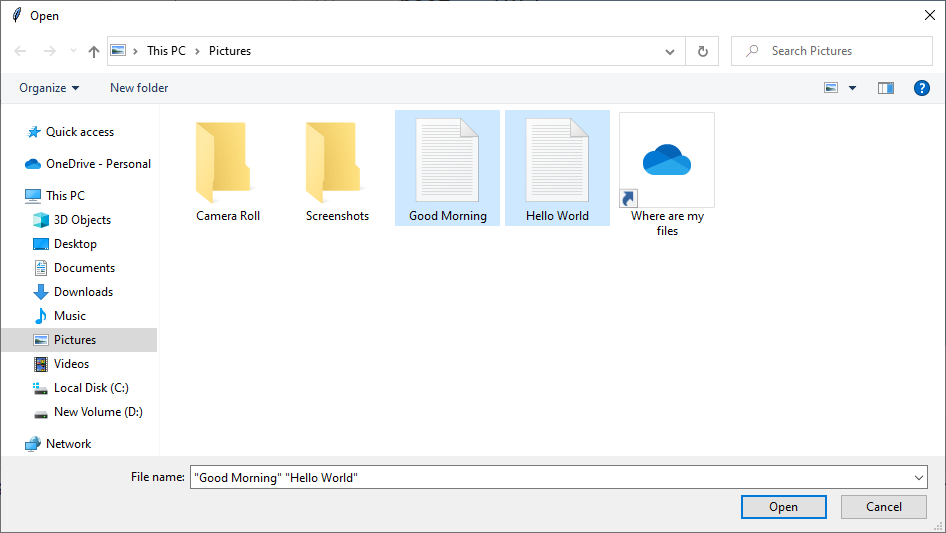 Open
This PC > Pictures
Search Pictures
Organize
New folder
?
Quick access
OneDrive - Personal
This PC
3D Objects
Desktop
Documents
Downloads
Music
Pictures
Videos
Local Disk (C:)
New Volume (D:)
Network
Camera Roll
Screenshots
Good Morning
Hello World
Where are my
files
File name: "Good Morning" "Hello World"
Open
Cancel